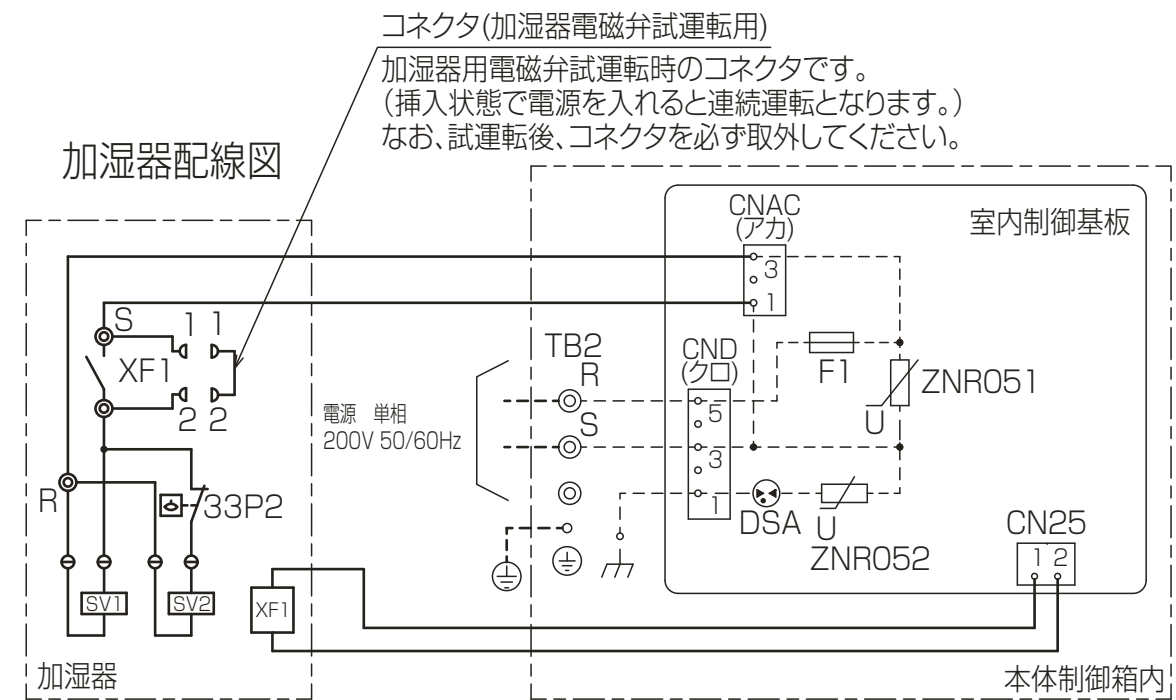 コネクタ(加湿器電磁弁試運転用)
加湿器用電磁弁試運転時のコネクタです。
(挿入状態で電源を入れると連続運転となります。)
なお、試運転後、コネクタを必ず取外してください。
加湿器配線図
CNAC
(アカ)
3
1
室内制御基板
S
1 1
XF1
2 2
R
33P2
SV1
SV2
XF1
加湿器
電源 単相
200V 50/60Hz
TB2
R
S
CND
(クロ)
5
3
1
F1
ZNR051
U
DSA
U
ZNR052
CN25
1 2
本体制御箱内